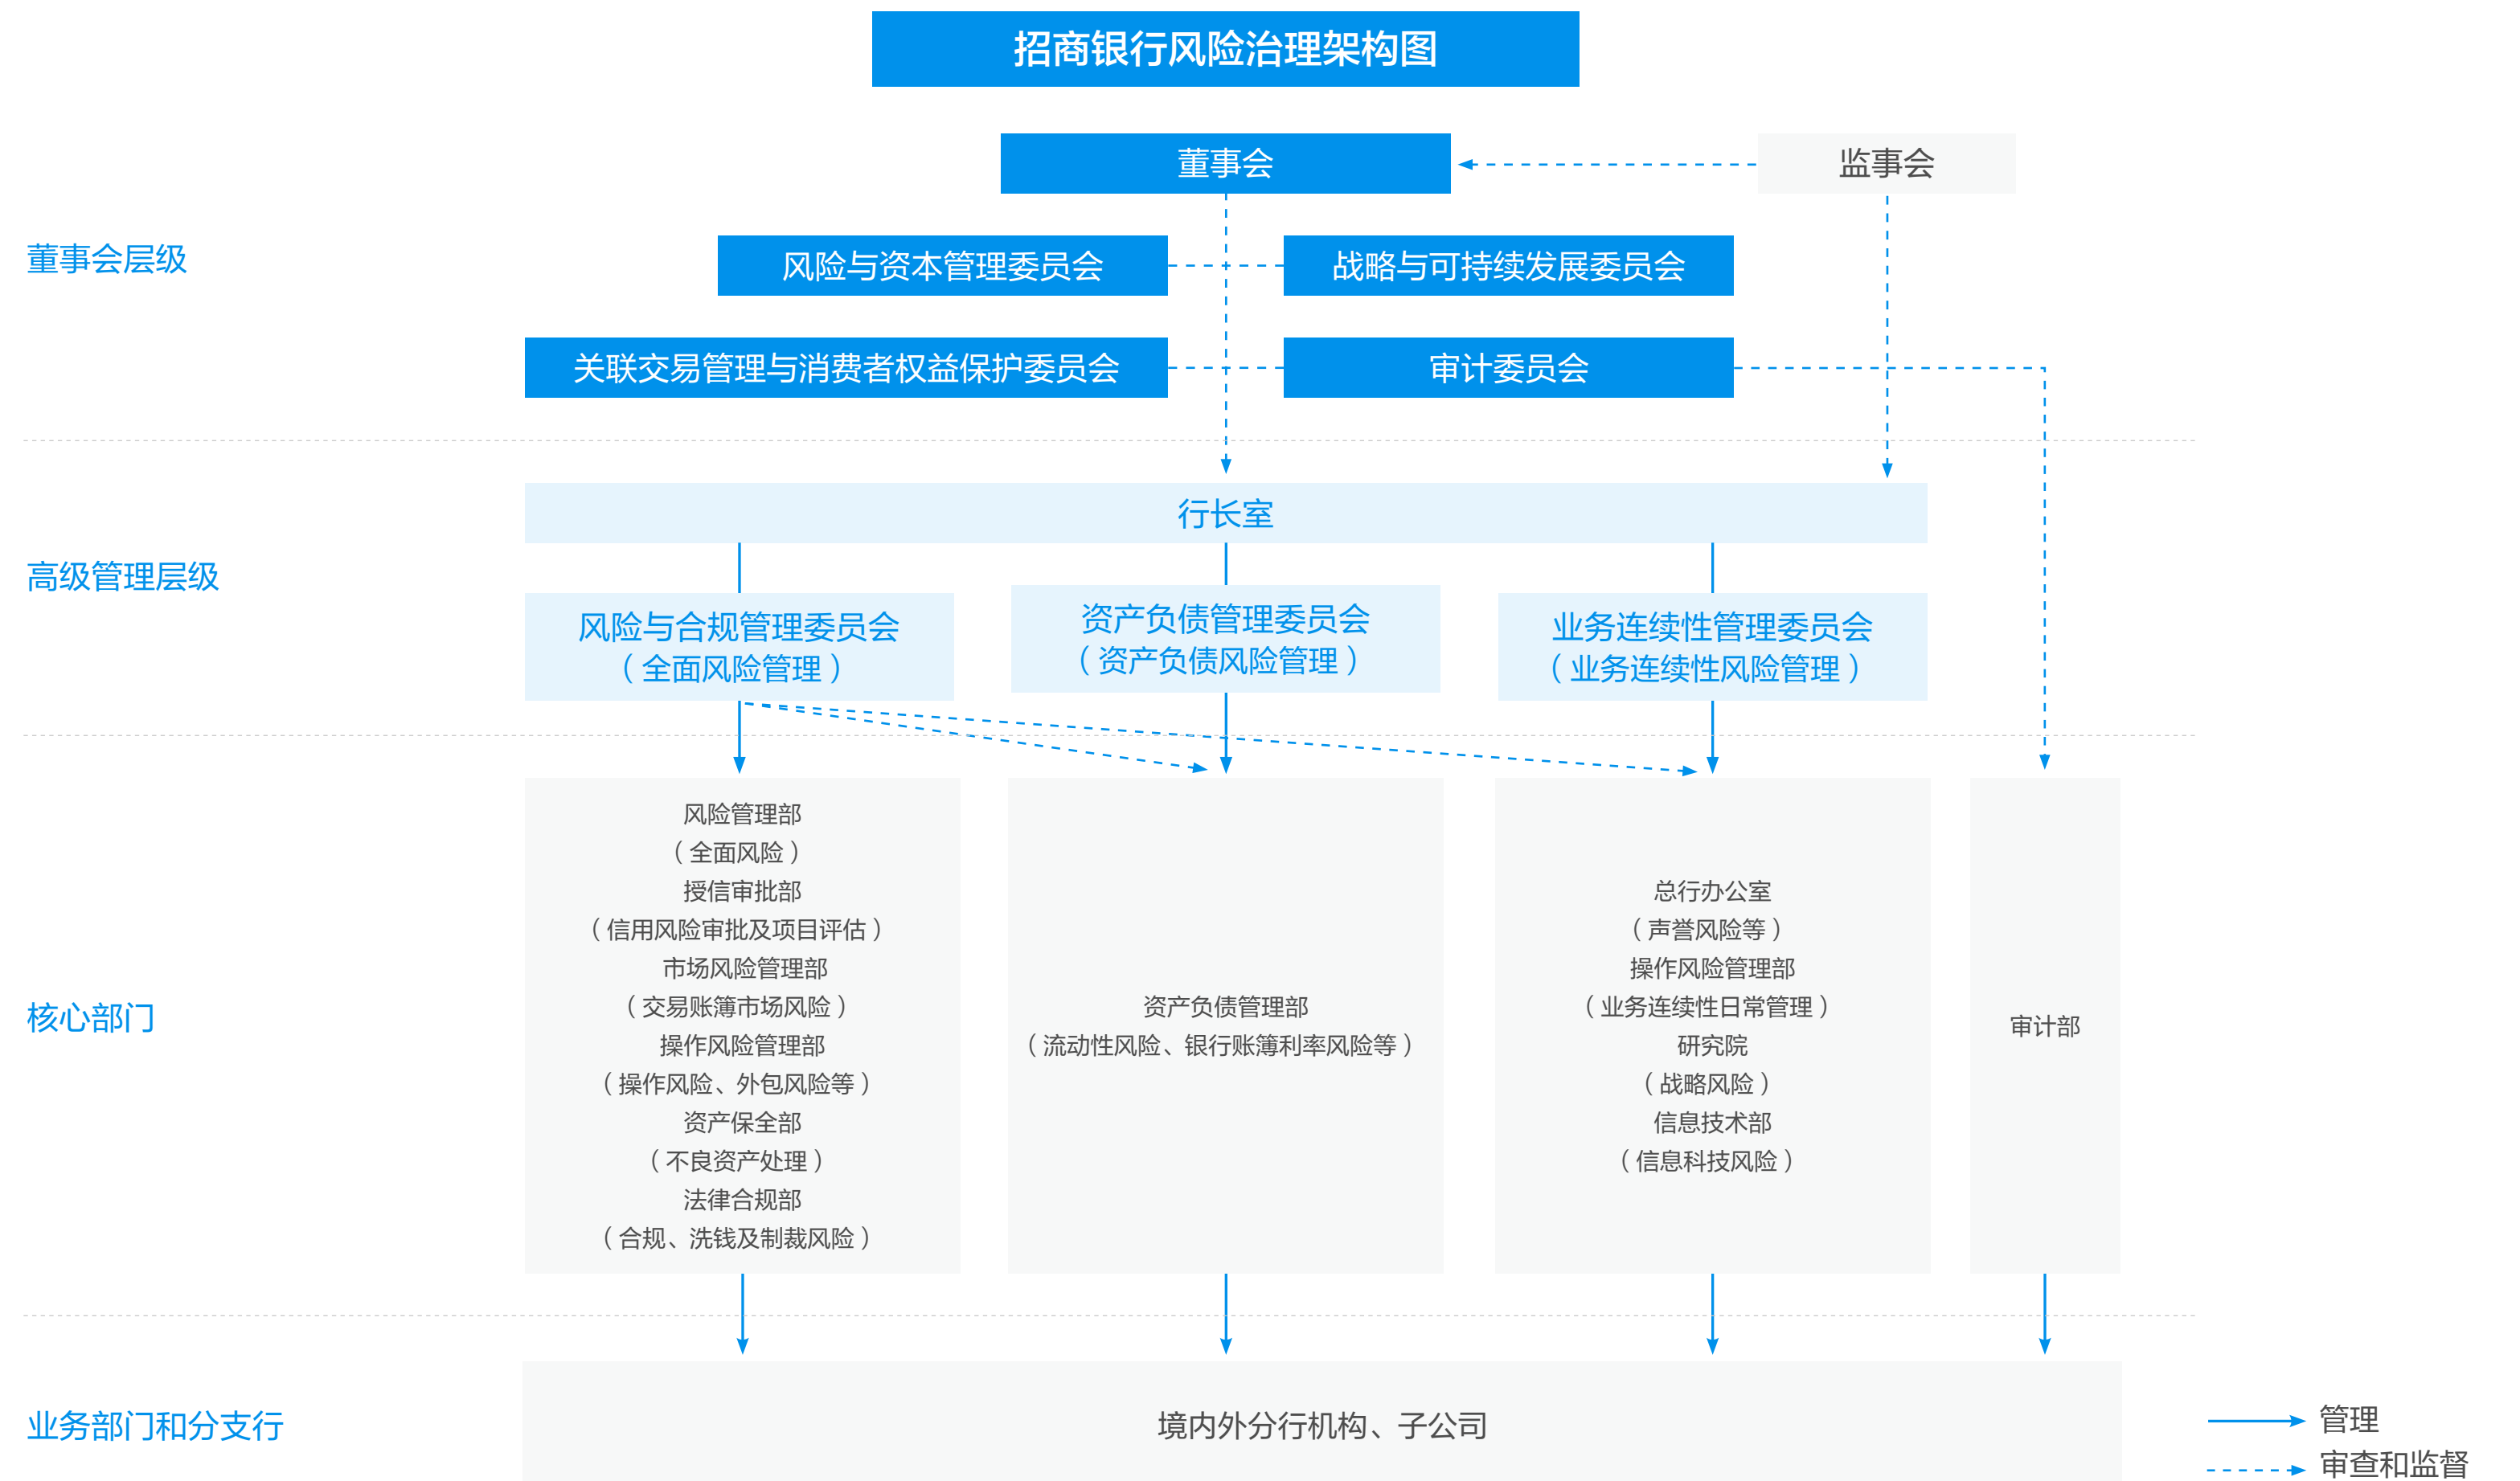 招商银行风险治理架构图
董事会
监事会
董事会层级
风险与资本管理委员会
战略与可持续发展委员会
关联交易管理与消费者权益保护委员会
审计委员会
行长室
高级管理层级
风险与合规管理委员会
（全面风险管理）
资产负债管理委员会
（资产负债风险管理）
业务连续性管理委员会
（业务连续性风险管理）
核心部门
风险管理部
（全面风险）
授信审批部
（信用风险审批及项目评估）
市场风险管理部
（交易账簿市场风险）
操作风险管理部
（操作风险、外包风险等）
资产保全部
（不良资产处理）
法律合规部
（合规、洗钱及制裁风险）
资产负债管理部
（流动性风险、银行账簿利率风险等）
总行办公室
（声誉风险等）
操作风险管理部
（业务连续性日常管理）
研究院
（战略风险）
信息技术部
（信息科技风险）
审计部
业务部门和分支行
境内外分行机构、子公司
管理
审查和监督